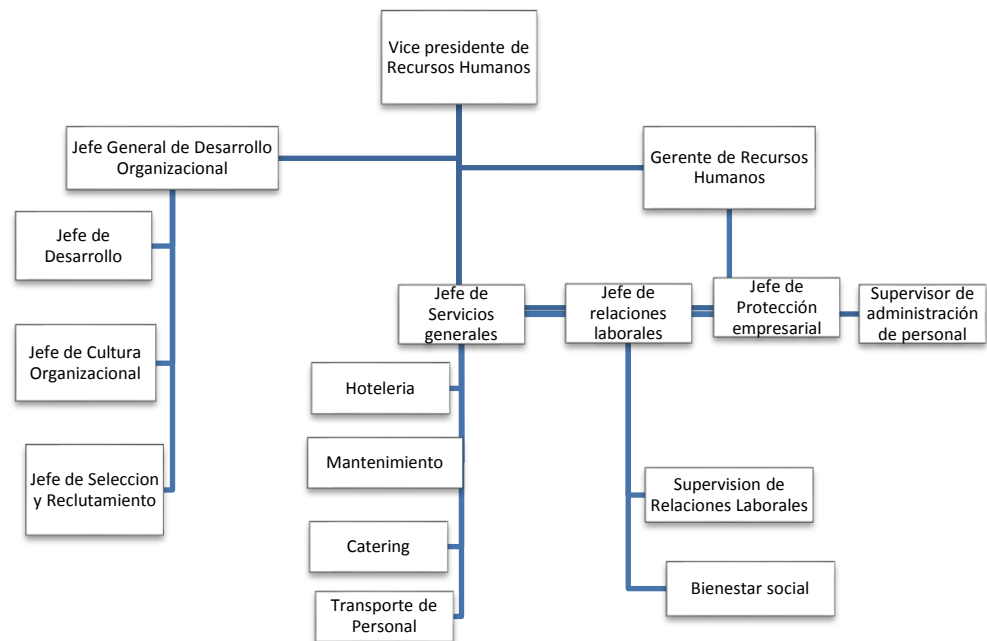 Vice presidente de
Recursos Humanos
Jefe General de Desarrollo
Organizacional
Gerente de Recursos
Humanos
Jefe de
Desarrollo
Jefe de Cultura
Organizacional
Jefe de Seleccion
y Reclutamiento
Jefe de
Servicios
generales
Jefe de
relaciones
laborales
Jefe de
Protección
empresarial
Supervisor de
administración
de personal
Hoteleria
Mantenimiento
Catering
Transporte de
Personal
Supervision de
Relaciones Laborales
Bienestar social